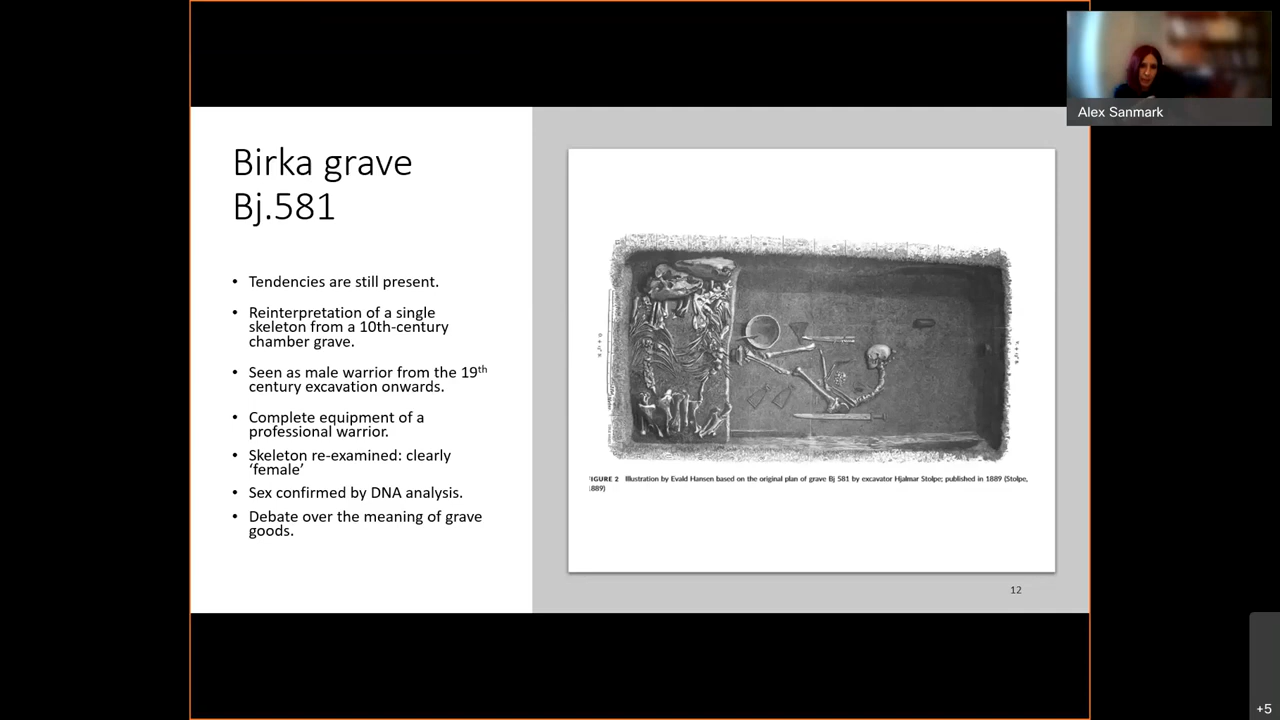 Alex Sanmark
Birka grave
Bj.581
• Tendencies are still present.
• Reinterpretation of a single
skeleton from a 10th-century
chamber grave.
• Seen as male warrior from the 19th
century excavation onwards.
• Complete equipment of a
professional warrior.
• Skeleton re-examined: clearly
‘female’
• Sex confirmed by DNA analysis.
• Debate over the meaning of grave
goods.
IGURE 2 Illustration by Evald Hansen based on the original plan of grave Bj 581 by excavator Hjalmar Stolpe; published in 1889 (Stolpe,
889)
12
+5